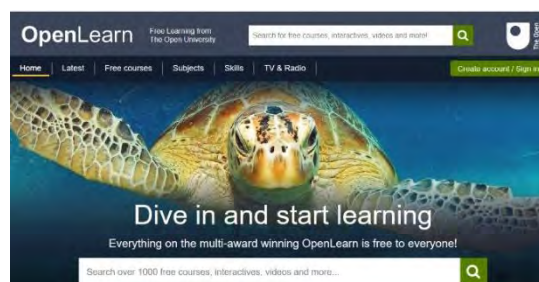 OpenLearn
Free Learning from
The Open University
Search for free courses, interactives, videos and more!
The Open
Home Latest Free courses Subjects Skills TV & Radio
Create account / Sign in
Dive in and start learning
Everything on the multi-award winning OpenLearn is free to everyone!
Search over 1000 free courses, interactives, videos and more...